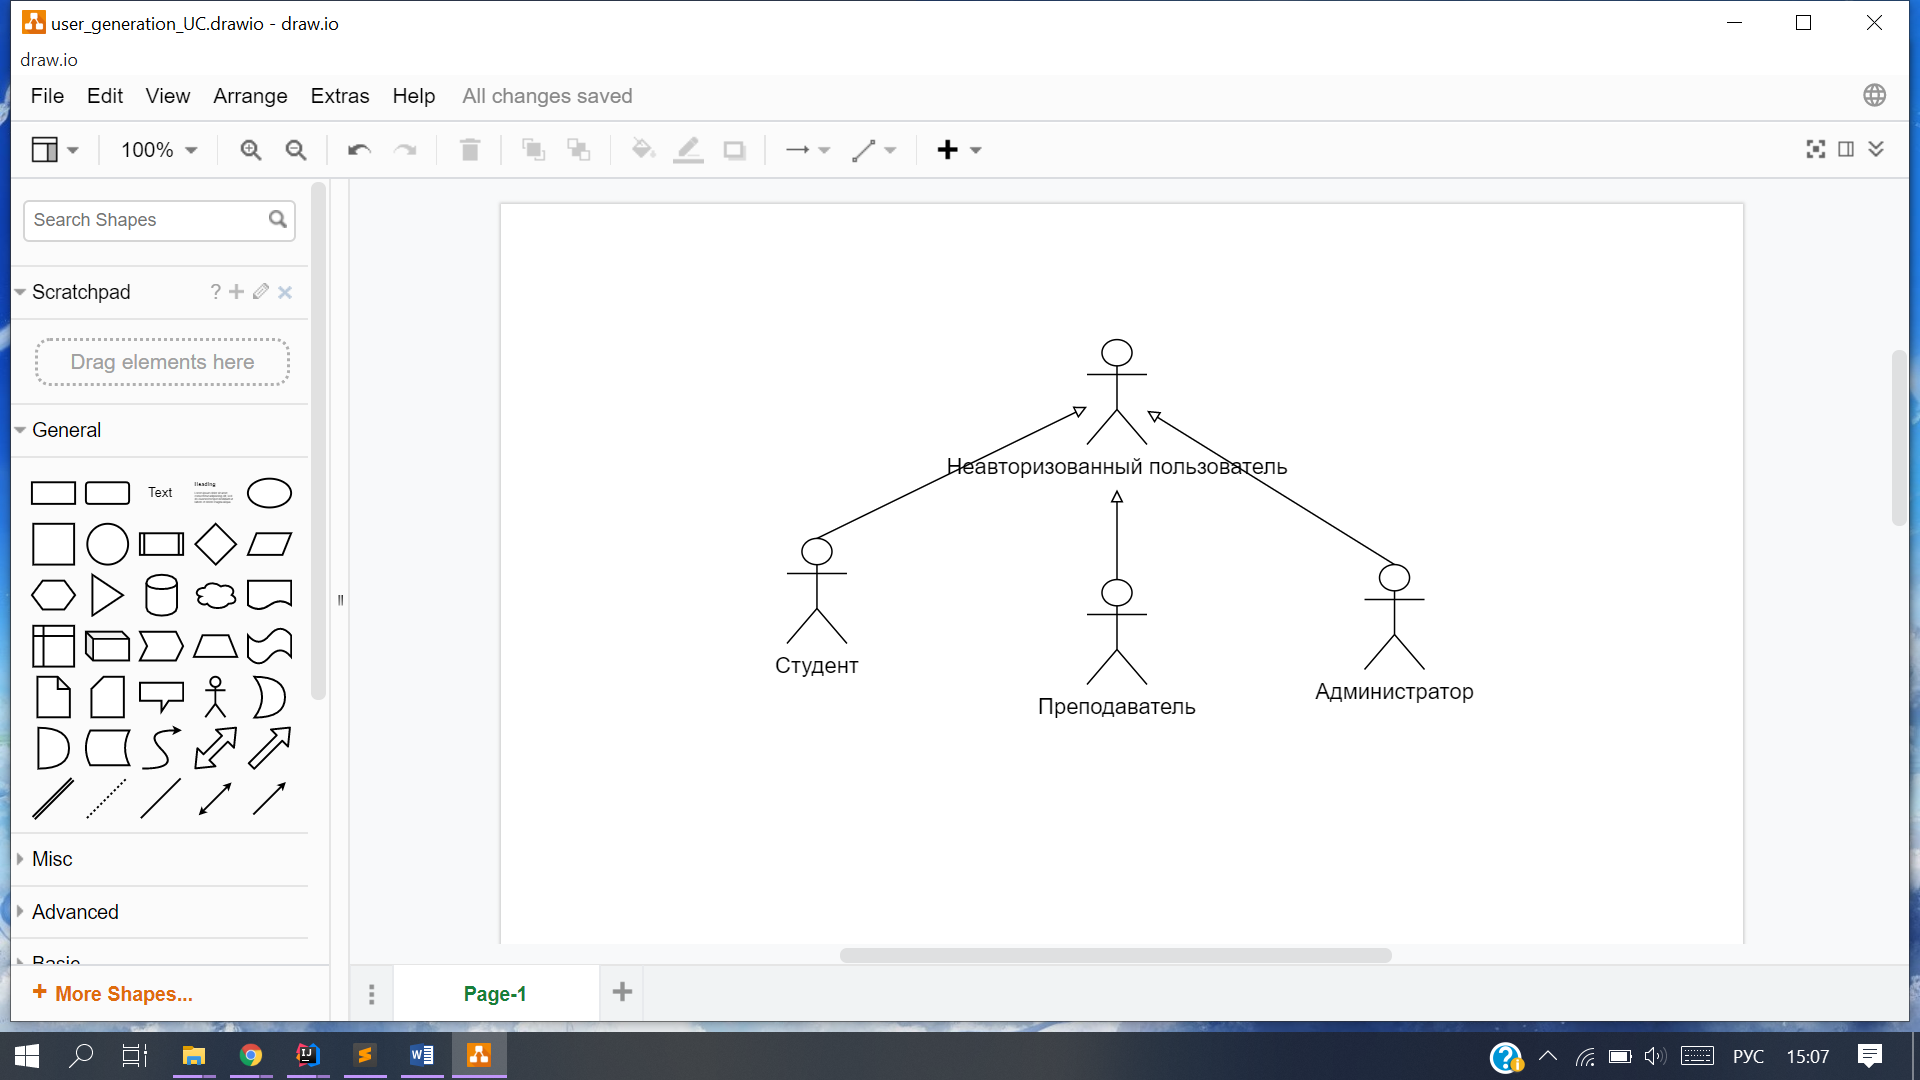 user_generation_UC.drawio - draw.io
draw.io
File Edit View Arrange Extras Help All changes saved
100%
Search Shapes
Scratchpad ?
Drag elements here
General
Text Heading
Misc
Advanced
Basic
+ More Shapes...
Неавторизованный пользователь
Студент
Преподаватель
Администратор
Page-1
РУС 15:07